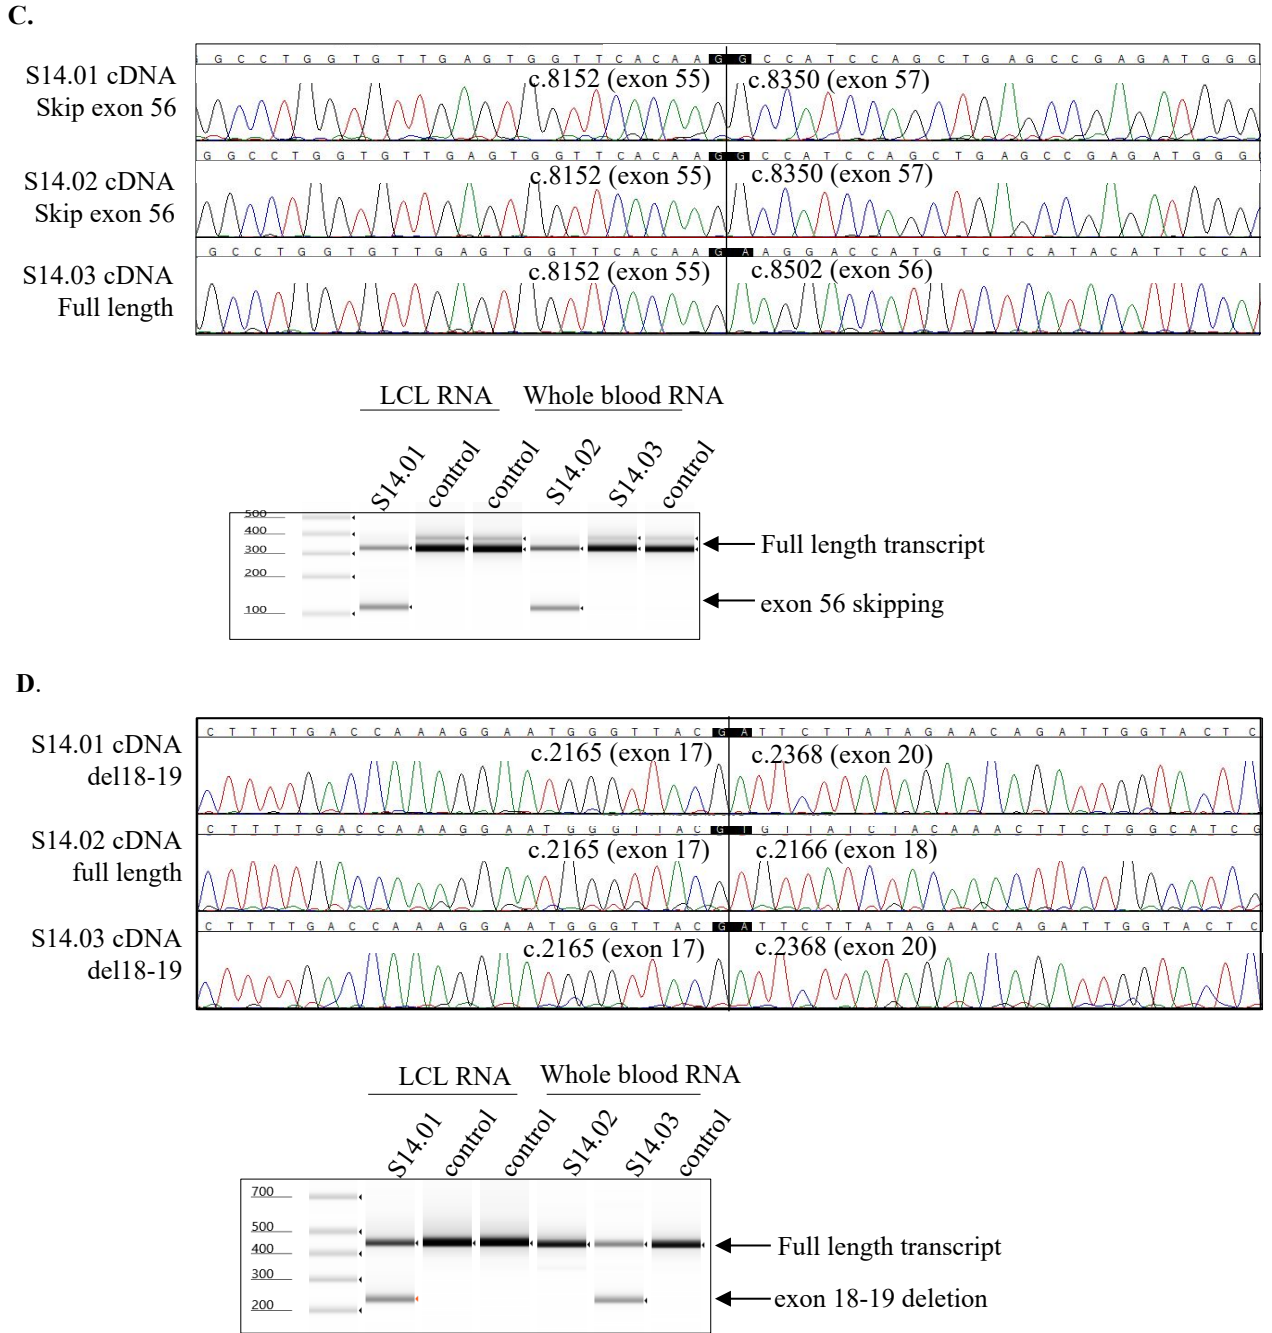 C.
S14.01 cDNA
Skip exon 56
G G C C T G G T G T T G A G T G G T T C A C A A G G C C A T C C A G C T G A G C C G A G A T G G G
c.8152 (exon 55) c.8350 (exon 57)
S14.02 cDNA
Skip exon 56
G G C C T G G T G T T G A G T G G T T C A C A A G G C C A T C C A G C T G A G C C G A G A T G G G
c.8152 (exon 55) c.8350 (exon 57)
S14.03 cDNA
Full length
G C C T G G T G T T G A G T G G T T C A C A A G A A G G A C C A T G T C T C A T A C A T T C C A
c.8152 (exon 55) c.8502 (exon 56)
LCL RNA Whole blood RNA
S14.01 control control S14.02 S14.03 control
500
400
300
200
100
Full length transcript
exon 56 skipping
D.
S14.01 cDNA
del18-19
C T T T T G A C C A A A G G A A T G G G T T A C G A T T C T T A T A G A A C A G A T T G G T A C T C
c.2165 (exon 17) c.2368 (exon 20)
S14.02 cDNA
full length
C T T T T G A C C A A A G G A A T G G G T T A C G T G T T A T C T A C A A A C T T C T G G C A T C G
c.2165 (exon 17) c.2166 (exon 18)
S14.03 cDNA
del18-19
C T T T T G A C C A A A G G A A T G G G T T A C G A T T C T T A T A G A A C A G A T T G G T A C T C
c.2165 (exon 17) c.2368 (exon 20)
LCL RNA Whole blood RNA
S14.01 control control S14.02 S14.03 control
700
500
400
300
200
Full length transcript
exon 18-19 deletion